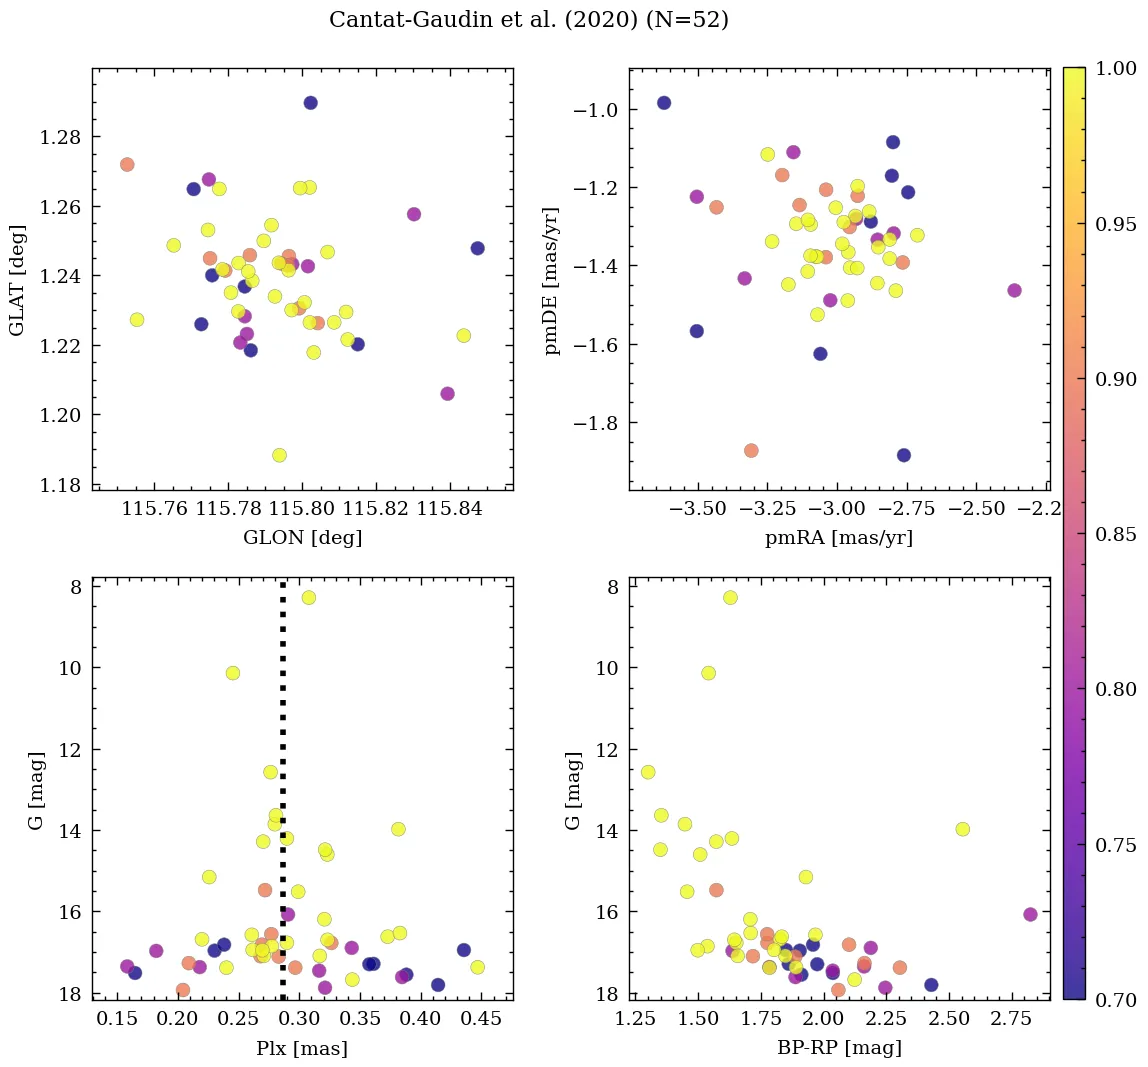 Cantat-Gaudin et al. (2020) (N=52)
1.28
1.26
1.24
1.22
1.20
1.18
GLAT [deg]
115.76 115.78 115.80 115.82 115.84
GLON [deg]
−1.0
−1.2
−1.4
−1.6
−1.8
pmDE [mas/yr]
−3.50 −3.25 −3.00 −2.75 −2.50 −2.2
pmRA [mas/yr]
8
10
12
14
16
18
G [mag]
0.15 0.20 0.25 0.30 0.35 0.40 0.45
Plx [mas]
8
10
12
14
16
18
G [mag]
1.25 1.50 1.75 2.00 2.25 2.50 2.75
BP-RP [mag]
1.00
0.95
0.90
0.85
0.80
0.75
0.70